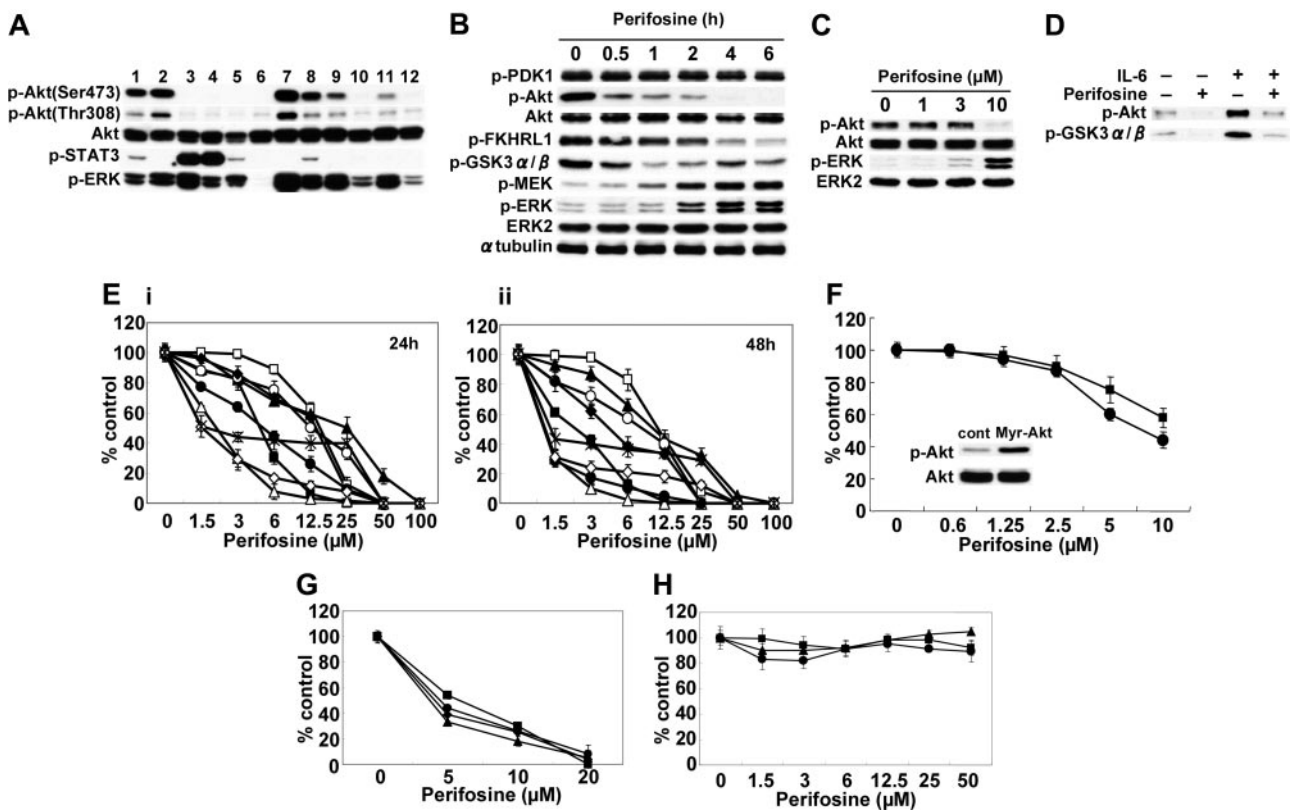 A
1 2 3 4 5 6 7 8 9 10 11 12
p-Akt(Ser473)
p-Akt(Thr308)
Akt
p-STAT3
p-ERK
B
Perifosine (h)
0 0.5 1 2 4 6
p-PDK1
p-Akt
Akt
p-FKHRL1
p-GSK3 α/β
p-MEK
p-ERK
ERK2
α tubulin
C
Perifosine (µM)
0 1 3 10
p-Akt
Akt
p-ERK
ERK2
D
IL-6 – – + +
Perifosine – + – +
p-Akt
p-GSK3 α/β
E i
% control
120
100
80
60
40
20
0
24h
0 1.5 3 6 12.5 25 50 100
Perifosine (µM)
ii
% control
120
100
80
60
40
20
0
48h
0 1.5 3 6 12.5 25 50 100
Perifosine (µM)
F
% control
120
100
80
60
40
20
0
cont Myr-Akt
p-Akt
Akt
0 0.6 1.25 2.5 5 10
Perifosine (µM)
G
% control
120
100
80
60
40
20
0
0 5 10 20
Perifosine (µM)
H
% control
120
100
80
60
40
20
0
0 1.5 3 6 12.5 25 50
Perifosine (µM)